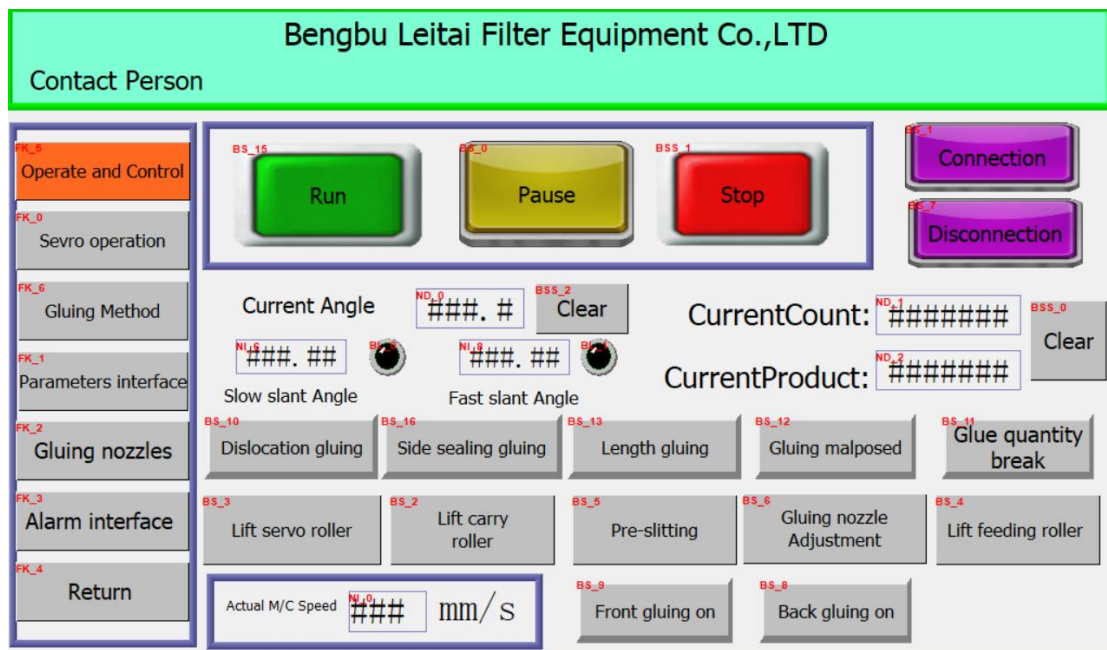 Bengbu Leitai Filter Equipment Co.,LTD
Contact Person
FK_5
Operate and Control
FK_0
Sevro operation
FK_6
Gluing Method
FK_1
Parameters interface
FK_2
Gluing nozzles
FK_3
Alarm interface
FK_4
Return
BS_15
Run
BS_0
Pause
BSS_1
Stop
BS_1
Connection
BS_7
Disconnection
Current Angle
ND_0
###.#
BSS_2
Clear
NI_6
###.##
Slow slant Angle
NI_8
###.##
Fast slant Angle
CurrentCount:
ND_1
#######
CurrentProduct:
ND_2
#######
BSS_0
Clear
BS_10
Dislocation gluing
BS_16
Side sealing gluing
BS_13
Length gluing
BS_12
Gluing malposed
BS_11
Glue quantity
break
BS_3
Lift servo roller
BS_2
Lift carry
roller
BS_5
Pre-slitting
BS_6
Gluing nozzle
Adjustment
BS_4
Lift feeding roller
Actual M/C Speed
NI_0
###
mm/s
BS_9
Front gluing on
BS_8
Back gluing on